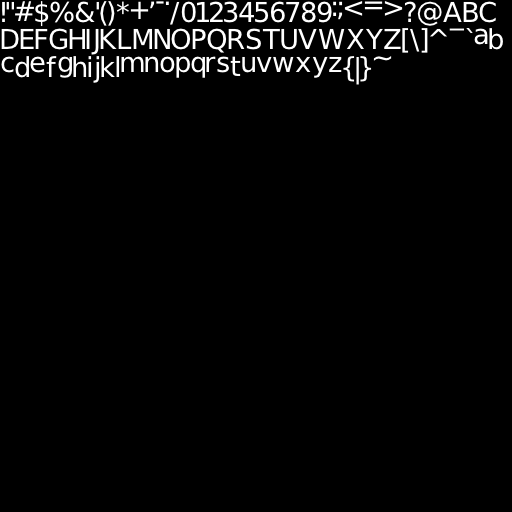 !"#$%&'()*+,-./0123456789:;<=>?@ABC
DEFGHIJKLMNOPQRSTUVWXYZ[\]^_`ab
cdefghijklmnopqrstuvwxyz{|}~